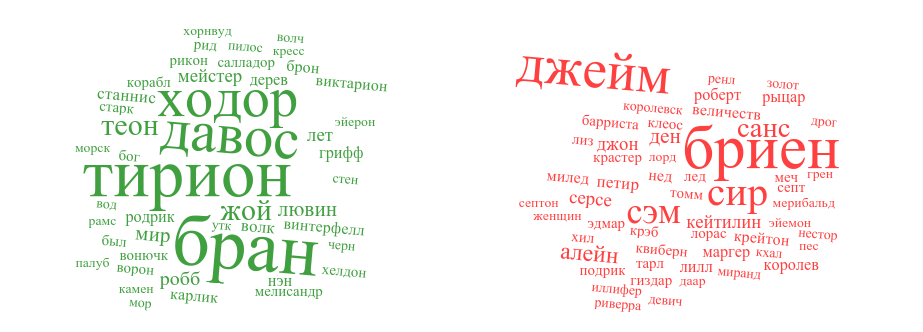 хорнвуд
волч
рид пилос кресс
рикон салладор брон
мейстер дерев виктарион
корабл
станнис ходор
старк
теон давос лет эйерон
морск бог грифф
тирион стен
вод
рамс родрик жой лювин
утк волк винтерфелл
был мир бран черн
вонючк
палуб ворон хелдон
робб нэн
камен карлик мелисандр
мор
джейм ренл золот
роберт рыцар
королевск величеств
барриста клеос дрог
лиз джон ден санс
крастер лорд бриен
милед петир нед лед меч грен
томм септ
септон серсе сир мерибальд
женщин сэм
эдмар кейтилин эйемон
крэб лорас крейтон нестор
хил пес
алейн квиберн маргер кхал
подрик тарл лилл миранд королев
гиздар даар
иллифер
риверра девич